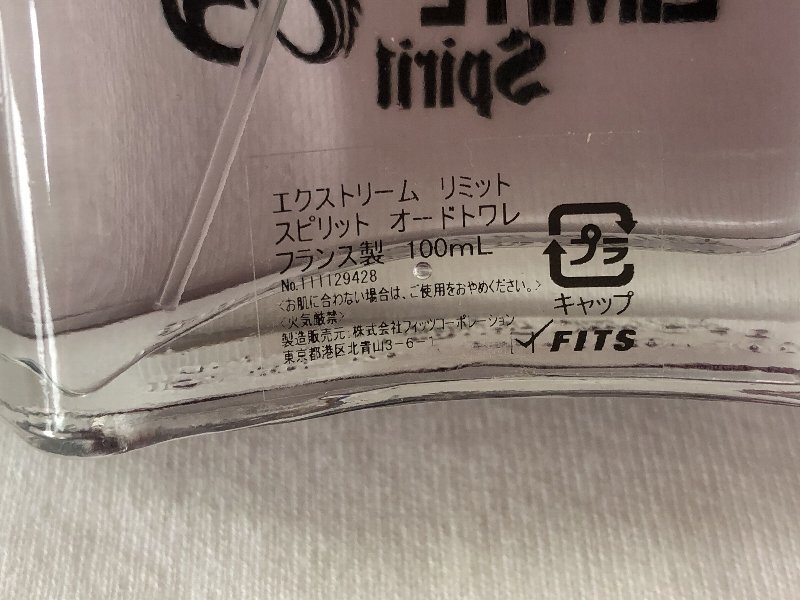 Spirit
エクストリーム リミット
スピリット オードトワレ
フランス製 100mL
No.111129428
<お肌に合わない場合は、ご使用をおやめください。>
<火気厳禁>
製造販売元:株式会社フィッツコーポレーション
東京都港区北青山3-6-1
プラ
キャップ
FITS